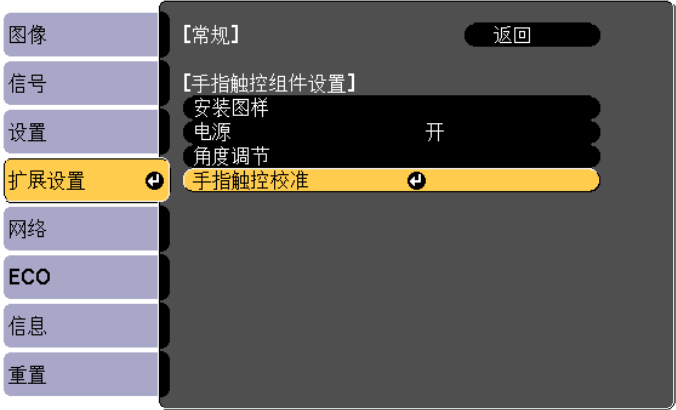 图像
信号
设置
扩展设置
网络
ECO
信息
重置
[常规] 返回
[手指触控组件设置]
安装图样
电源 开
角度调节
手指触控校准